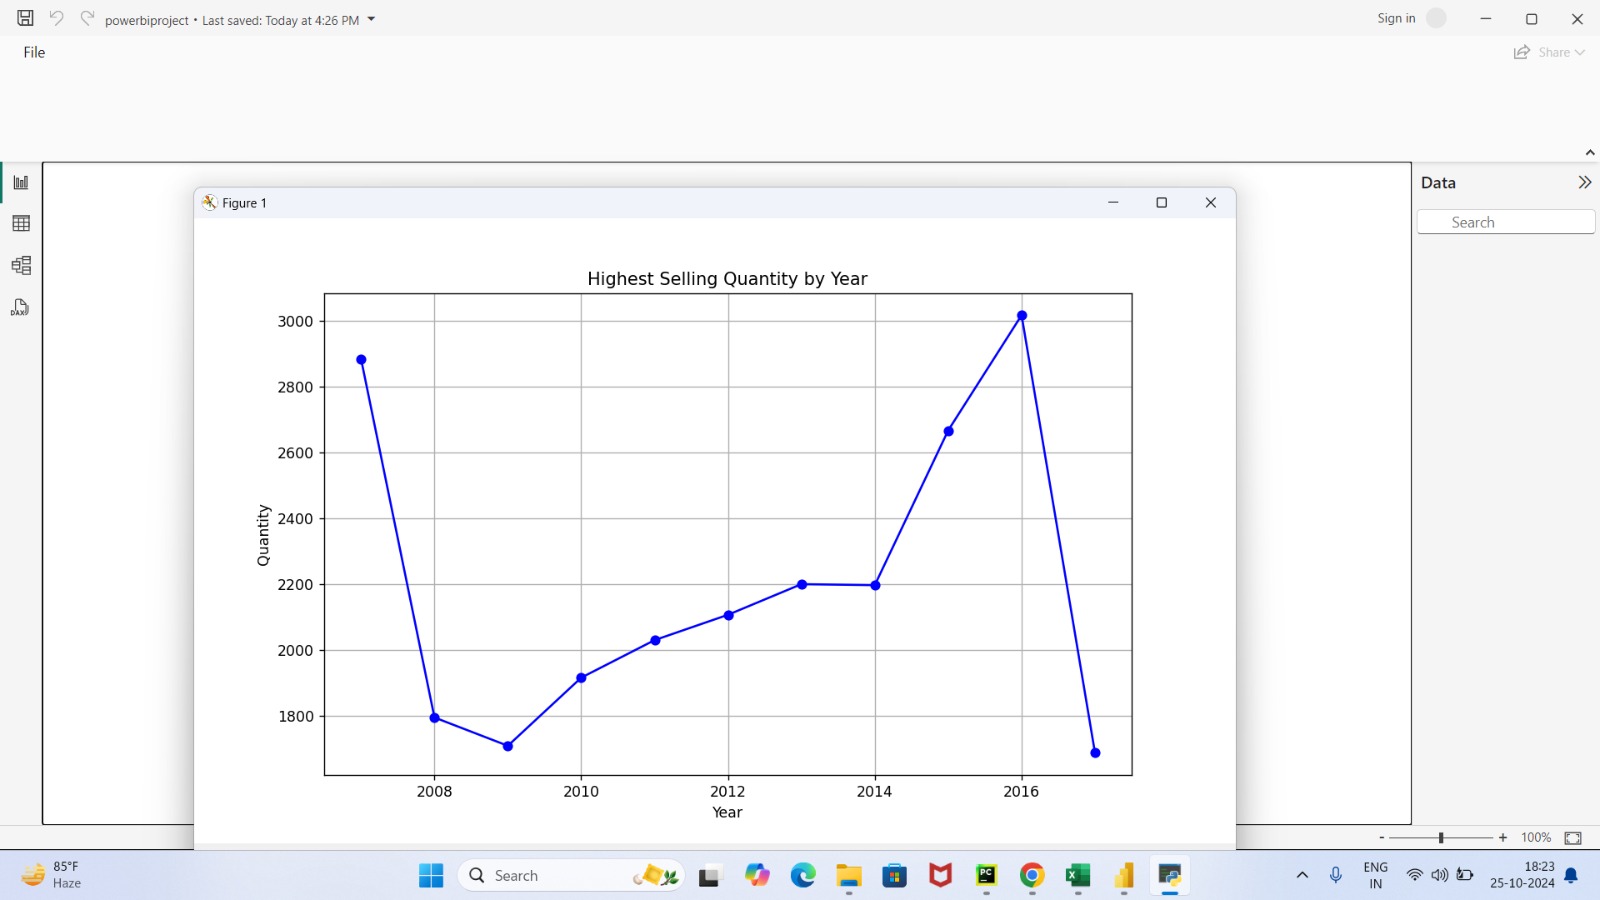 powerbiproject • Last saved: Today at 4:26 PM
Sign in
File
Share
Data
Search
DAX
Figure 1
Highest Selling Quantity by Year
3000
2800
2600
2400
2200
2000
1800
Quantity
2008 2010 2012 2014 2016
Year
- + 100%
85°F
Haze
Search
PC
ENG
IN
18:23
25-10-2024